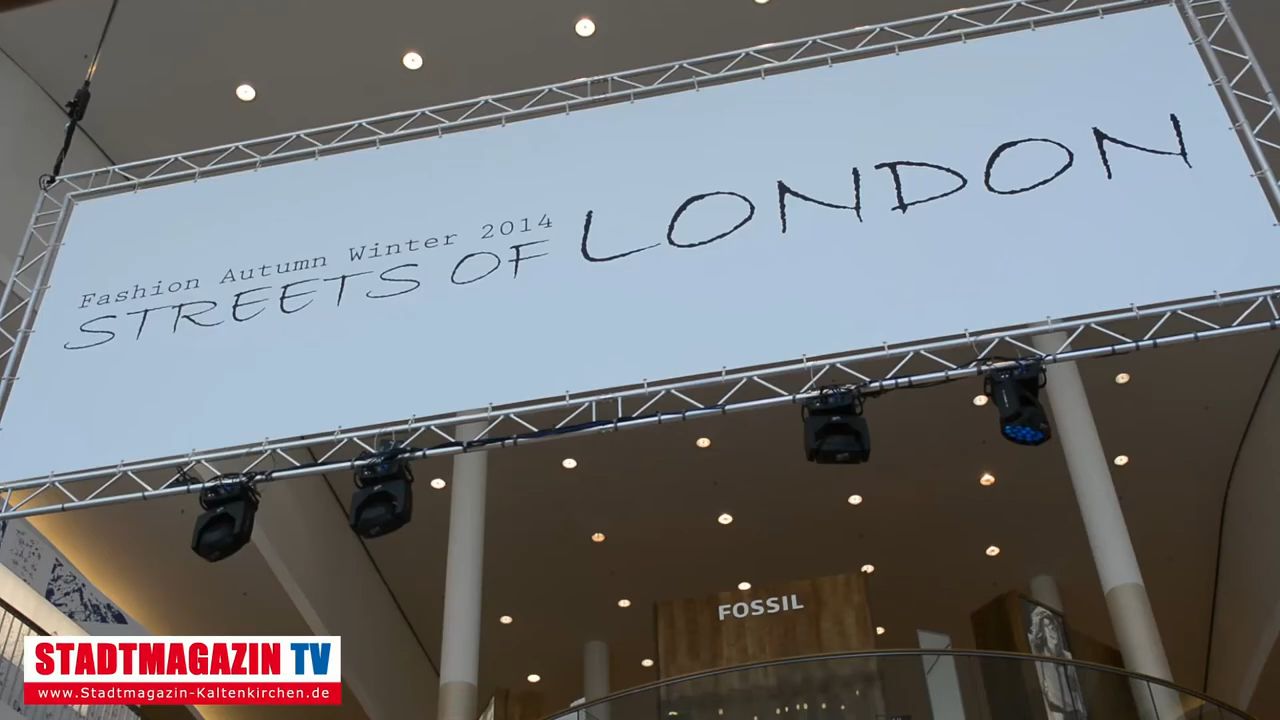 Fashion Autumn Winter 2014
STREETS OF LONDON
FOSSIL
STADTMAGAZIN TV
www.Stadtmagazin-Kaltenkirchen.de